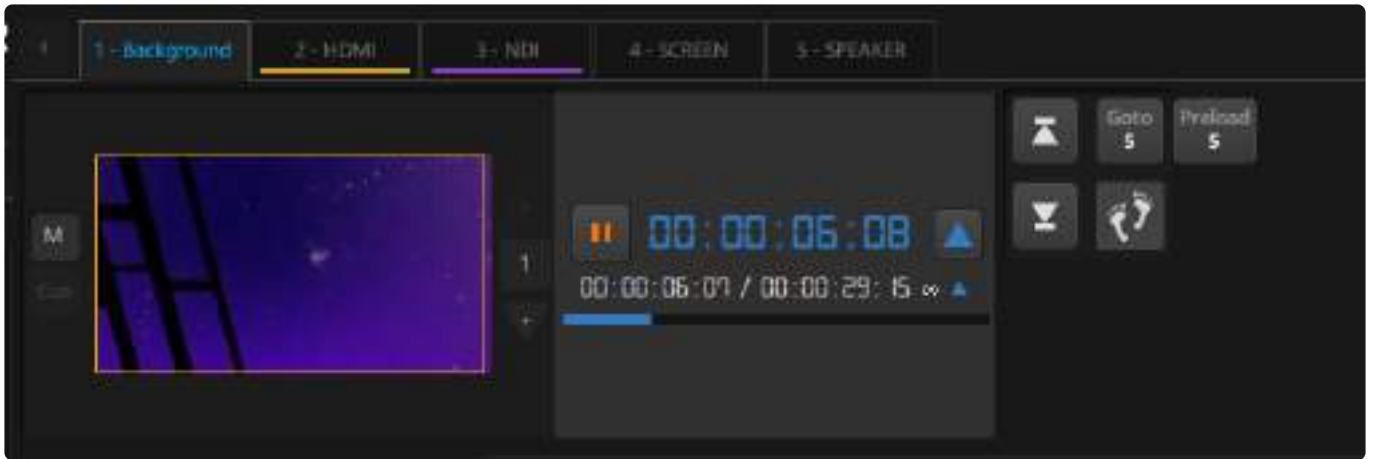 1 - Background
2 - HDMI
3 - NDI
4 - SCREEN
5 - SPEAKER
Goto
5
Preload
5
M
1
+
00:00:06:08
00:00:06:07 / 00:00:29:15 ∞